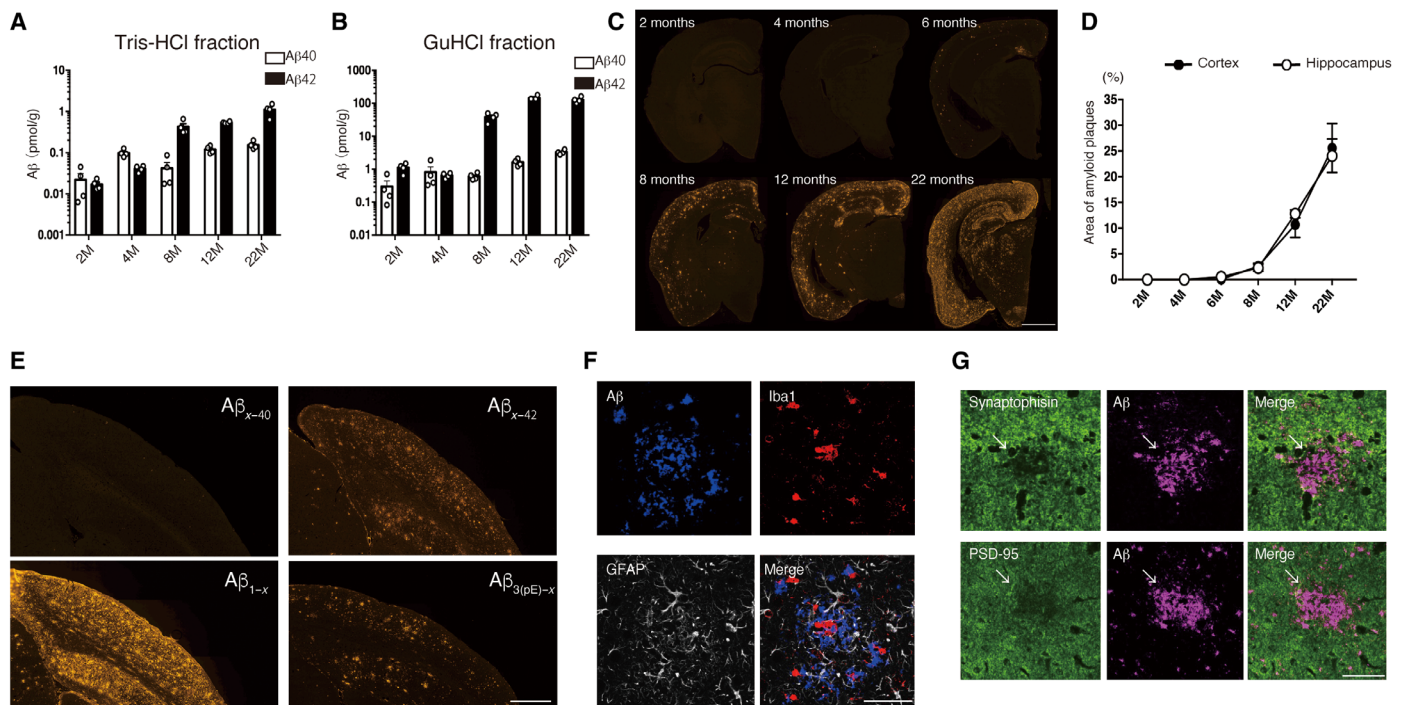 A
Tris-HCl fraction
Aβ40
Aβ42
Aβ (pmol/g)
10
1
0.1
0.01
0.001
2M
4M
8M
12M
22M
B
GuHCl fraction
Aβ40
Aβ42
Aβ (pmol/g)
1000
100
10
1
0.1
0.01
2M
4M
8M
12M
22M
C
2 months
4 months
6 months
8 months
12 months
22 months
D
Cortex
Hippocampus
(%)
Area of amyloid plaques
35
30
25
20
15
10
5
0
2M
4M
6M
8M
12M
22M
E
Aβx−40
Aβx−42
Aβ1−x
Aβ3(pE)−x
F
Aβ
Iba1
GFAP
Merge
G
Synaptophisin
Aβ
Merge
PSD-95
Aβ
Merge